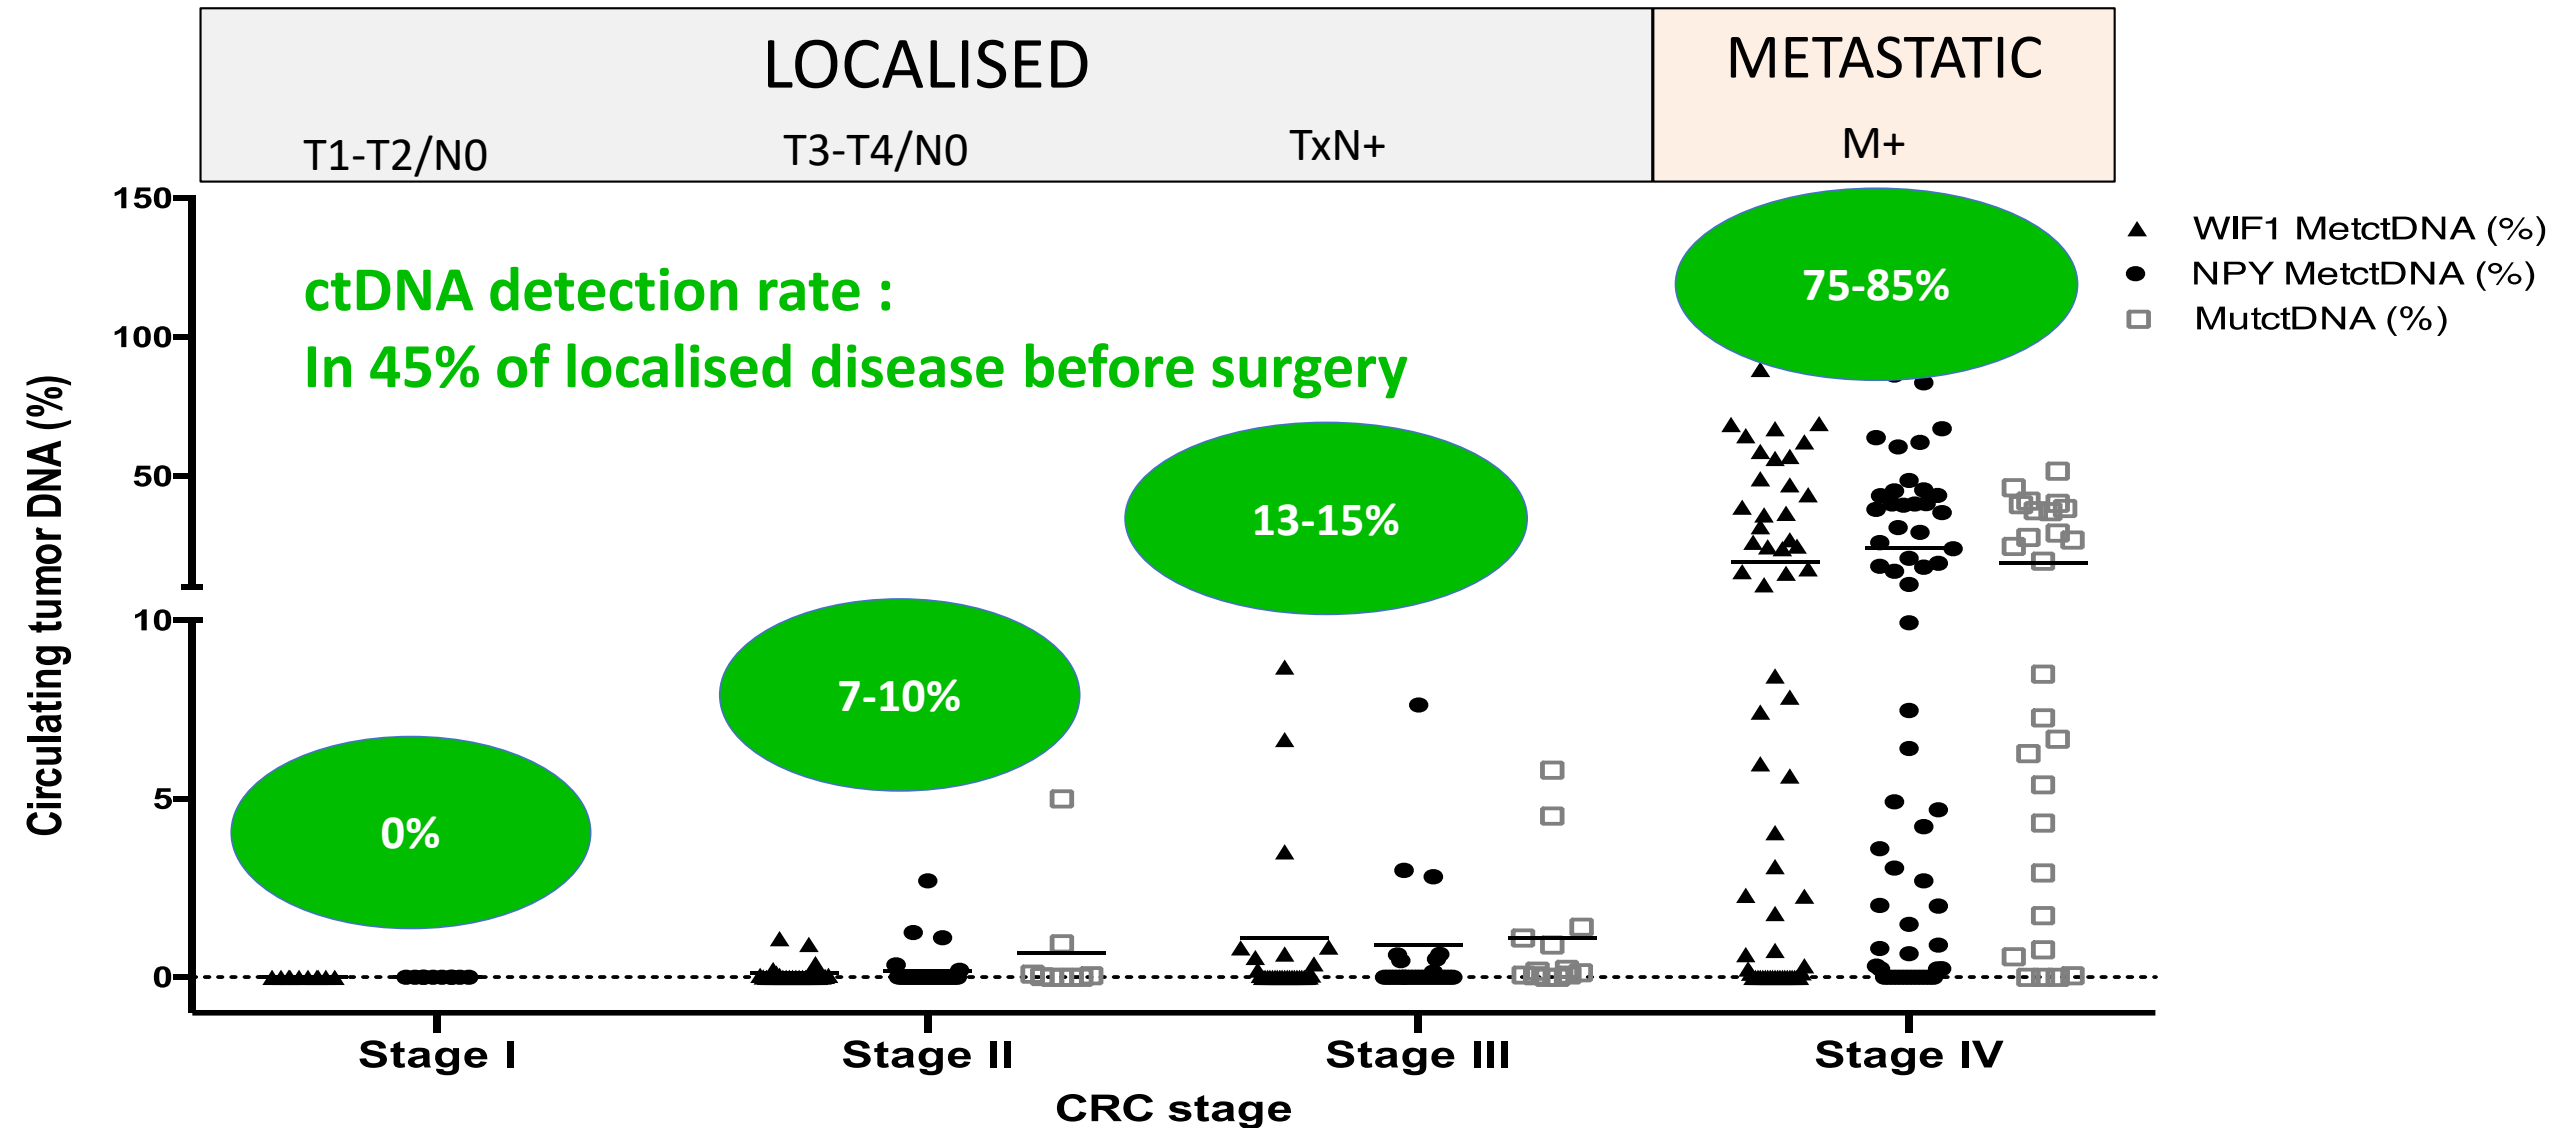 LOCALISED
METASTATIC
T1-T2/N0
T3-T4/N0
TxN+
M+
150
100
50
10
5
0
Circulating tumor DNA (%)
ctDNA detection rate :
In 45% of localised disease before surgery
0%
7-10%
13-15%
75-85%
WIF1 MetctDNA (%)
NPY MetctDNA (%)
MutctDNA (%)
Stage I
Stage II
Stage III
Stage IV
CRC stage